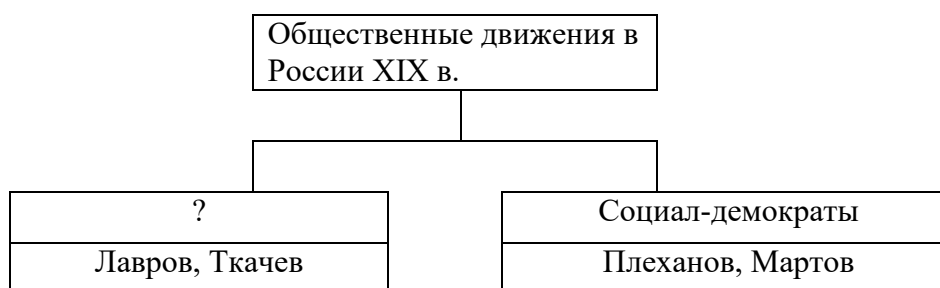 Общественные движения в
России XIX в.
?
Социал-демократы
Лавров, Ткачев
Плеханов, Мартов